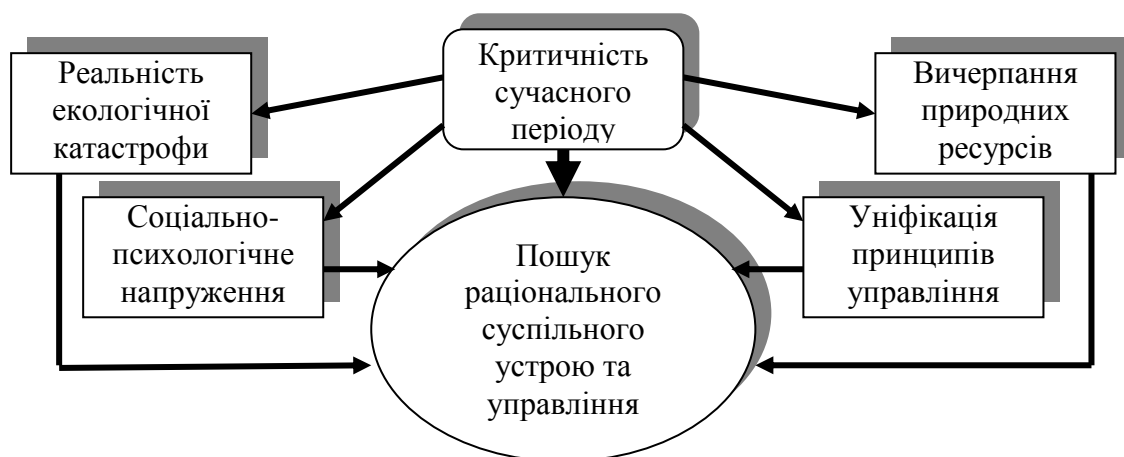 Реальність
екологічної
катастрофи
Критичність
сучасного
періоду
Вичерпання
природних
ресурсів
Соціально-
психологічне
напруження
Пошук
раціонального
суспільного
устрою та
управління
Уніфікація
принципів
управління